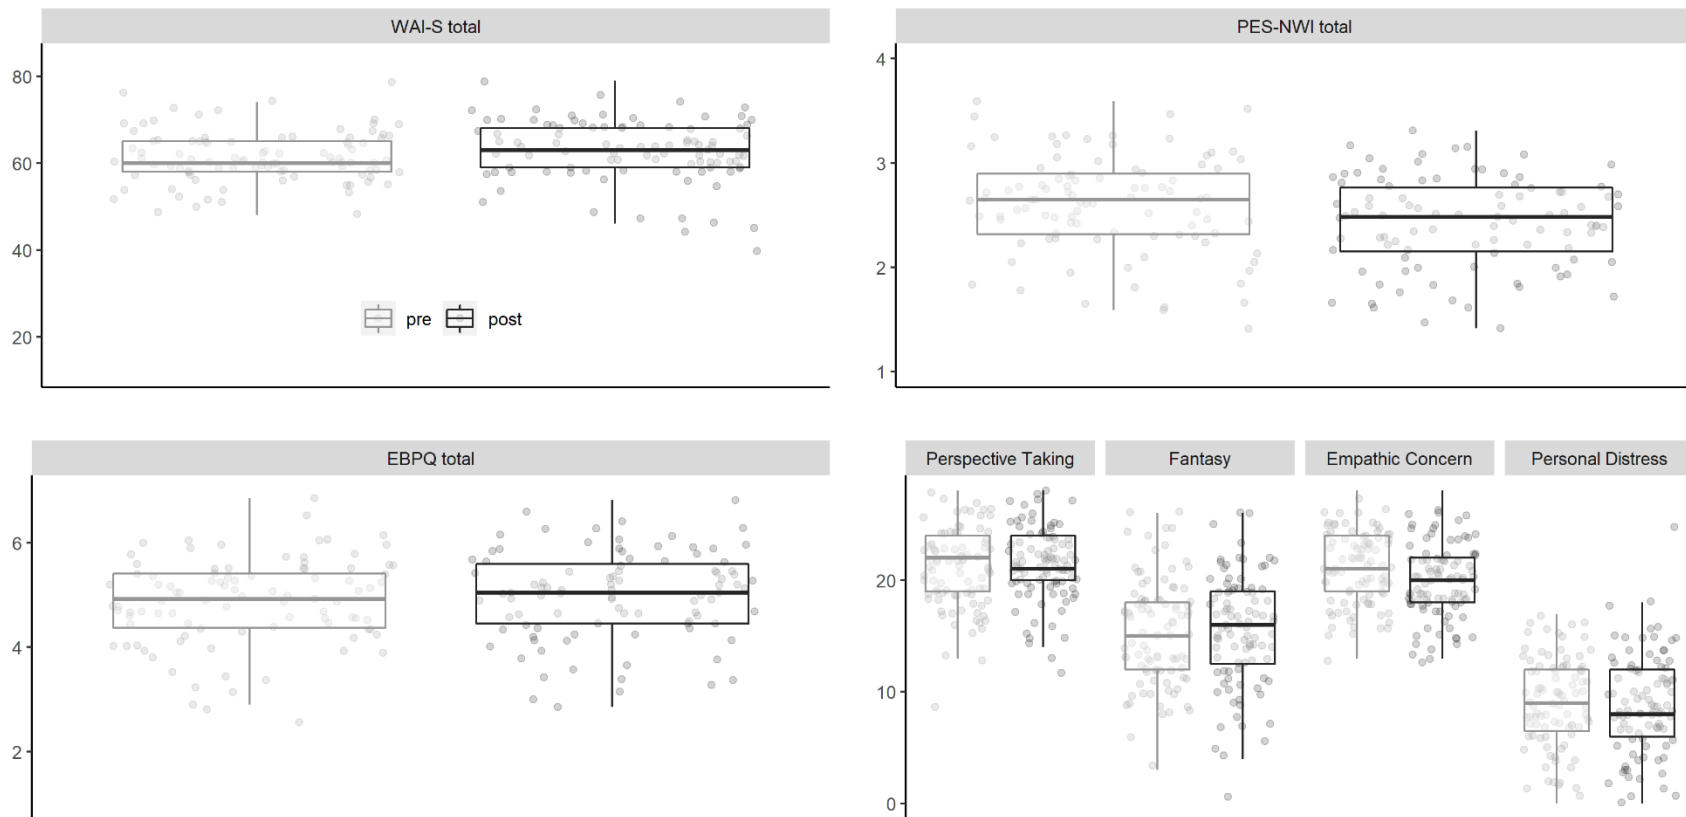 WAI-S total
80
60
40
20
pre post
PES-NWI total
4
3
2
1
EBPQ total
6
4
2
Perspective Taking Fantasy Empathic Concern Personal Distress
20
10
0